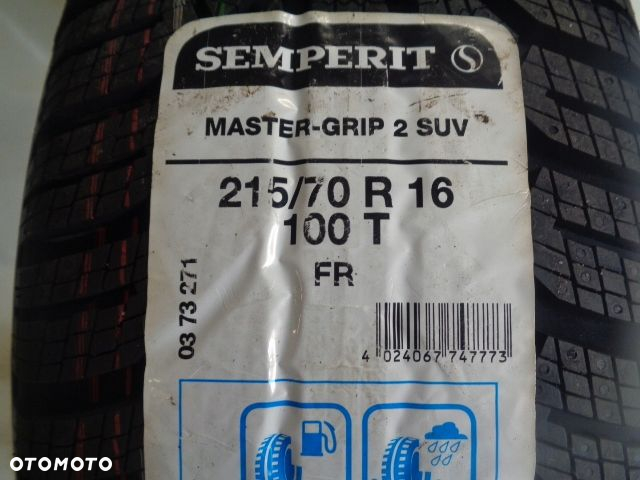 SEMPERIT S
MASTER-GRIP 2 SUV
215/70 R 16
100 T
FR
03 73 271
4 024067 747773
OTOMOTO